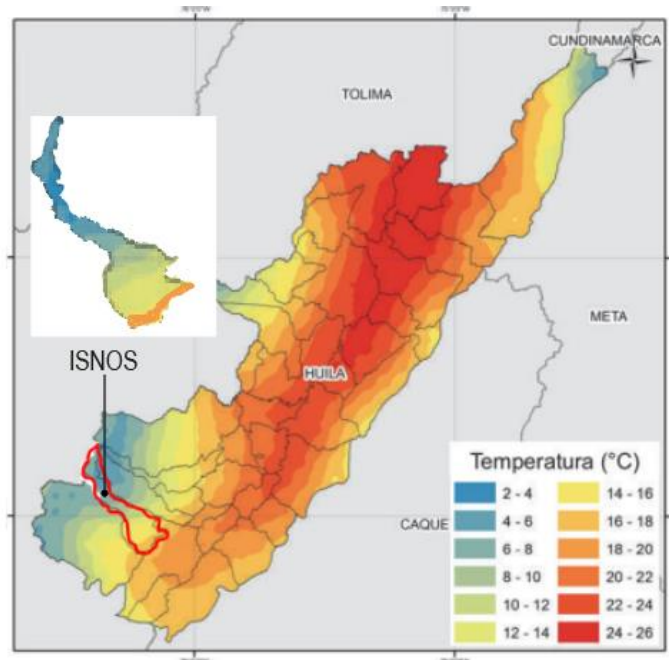 CUNDINAMARCA
TOLIMA
ISNOS
META
HUILA
CAQUE
Temperatura (°C)
2 - 4
4 - 6
6 - 8
8 - 10
10 - 12
12 - 14
14 - 16
16 - 18
18 - 20
20 - 22
22 - 24
24 - 26